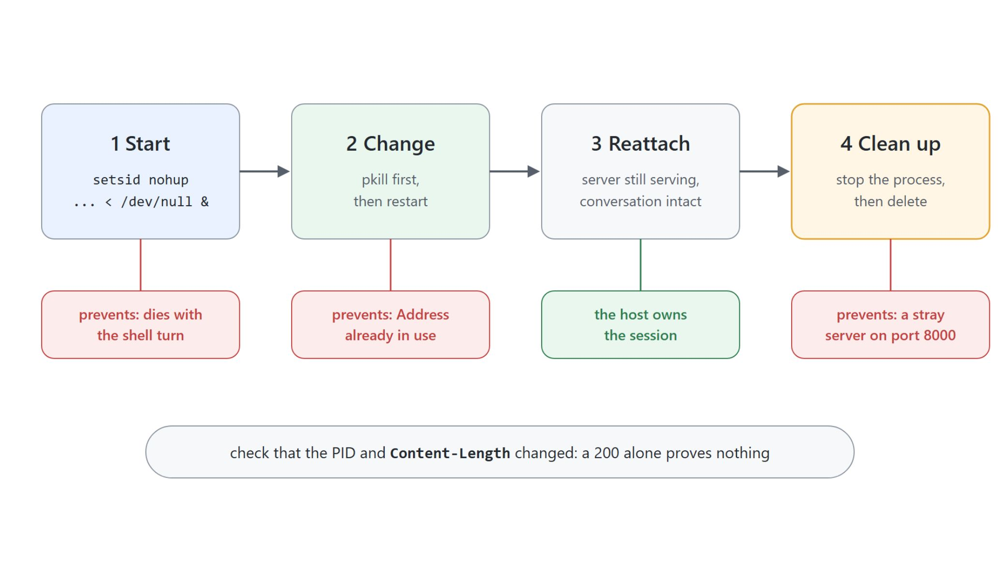 1 Start
setsid nohup
... < /dev/null &
2 Change
pkill first,
then restart
3 Reattach
server still serving,
conversation intact
4 Clean up
stop the process,
then delete
prevents: dies with
the shell turn
prevents: Address
already in use
the host owns
the session
prevents: a stray
server on port 8000
check that the PID and Content-Length changed: a 200 alone proves nothing